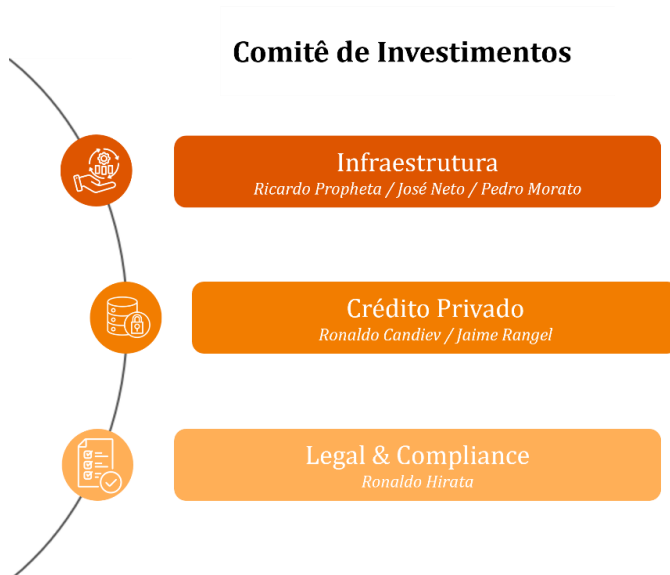 Comitê de Investimentos
Infraestrutura
Ricardo Propheta / José Neto / Pedro Morato
Crédito Privado
Ronaldo Candiev / Jaime Rangel
Legal & Compliance
Ronaldo Hirata